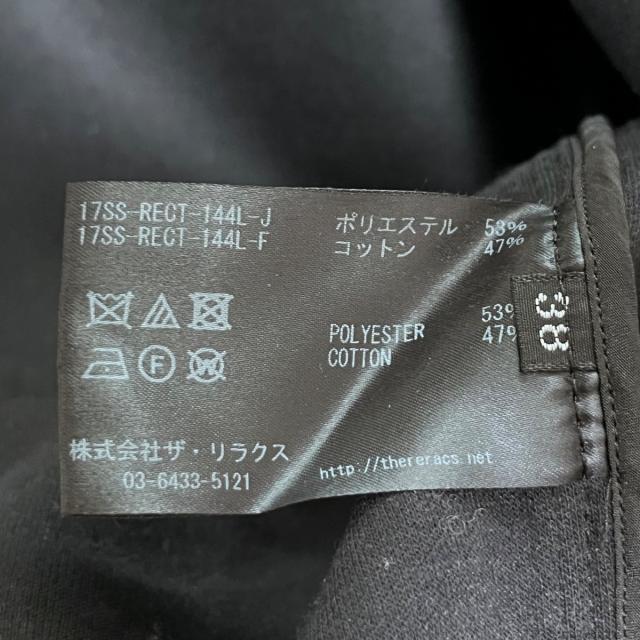 17SS-RECT-144L-J
17SS-RECT-144L-F
ポリエステル 53%
コットン 47%
POLYESTER 53%
COTTON 47%
38
F W
株式会社ザ・リラクス
03-6433-5121
http://thereracs.net